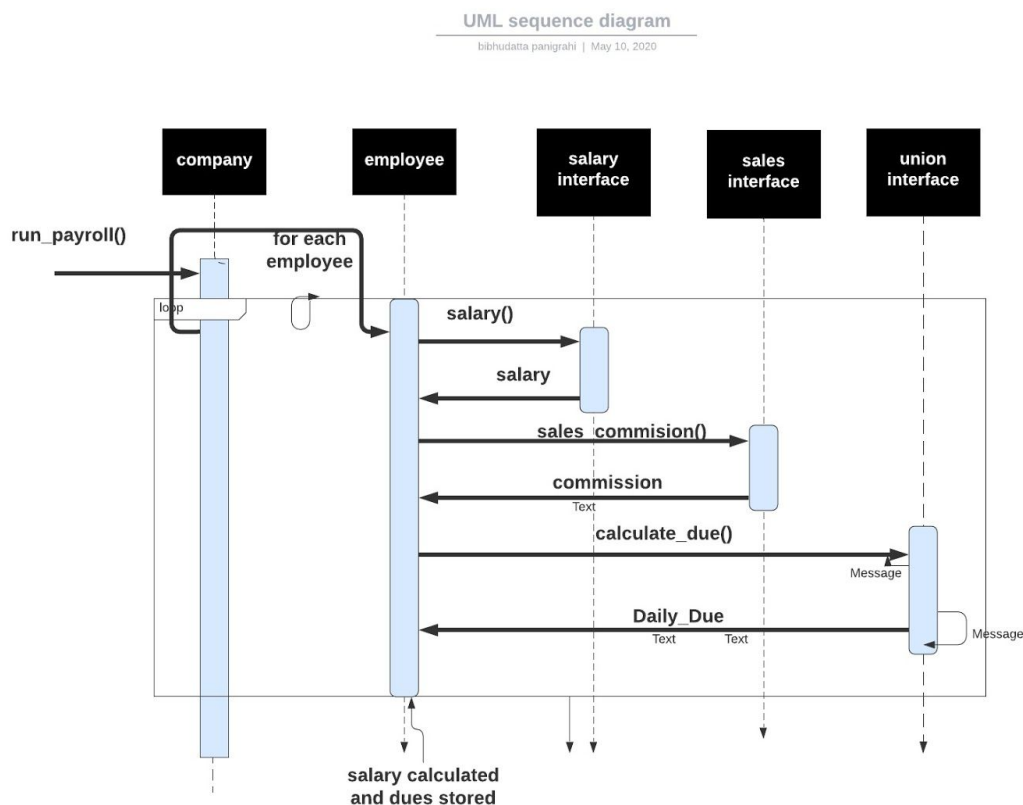 UML sequence diagram
bibhudatta panigrahi | May 10, 2020
company
employee
salary
interface
sales
interface
union
interface
run_payroll()
for each
employee
loop
salary()
salary
sales_commision()
commission
Text
calculate_due()
Message
Daily_Due
Text
Text
Message
salary calculated
and dues stored